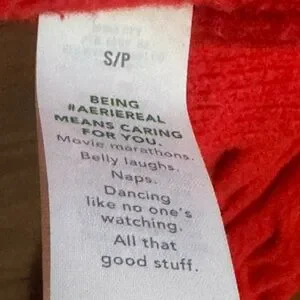 S/P
BEING
#AERIEREAL
MEANS CARING
FOR YOU.
Movie marathons.
Belly laughs.
Naps.
Dancing
like no one's
watching.
All that
good stuff.